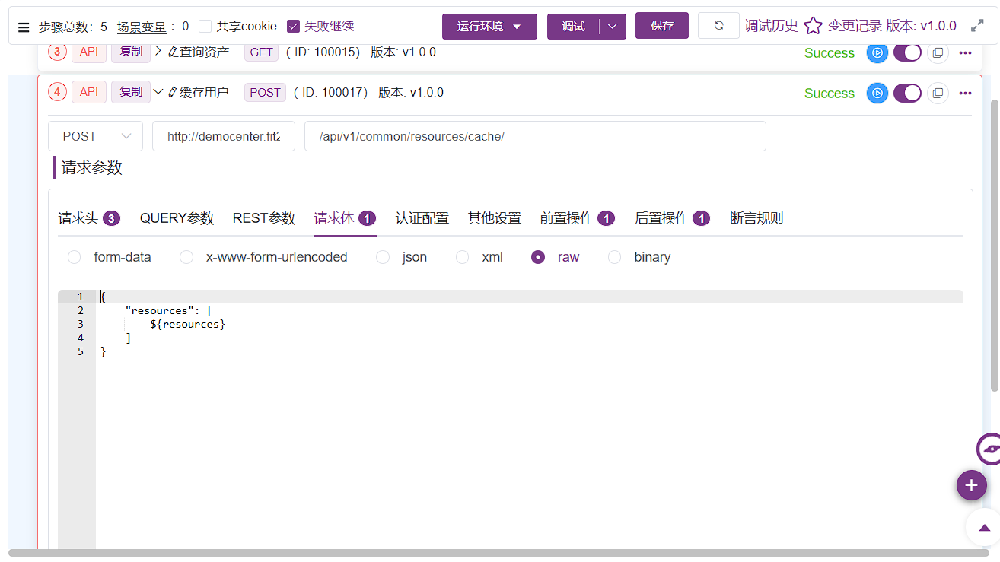 步骤总数: 5 场景变量 : 0 共享cookie 失败继续 运行环境 调试 保存 调试历史 变更记录 版本: v1.0.0
3 API 复制 查询资产 GET ( ID: 100015) 版本: v1.0.0 Success
4 API 复制 缓存用户 POST ( ID: 100017) 版本: v1.0.0 Success
POST http://democenter.fit2 /api/v1/common/resources/cache/
请求参数
请求头 3 QUERY参数 REST参数 请求体 1 认证配置 其他设置 前置操作 1 后置操作 1 断言规则
form-data x-www-form-urlencoded json xml raw binary
1 {
2 "resources": [
3 ${resources}
4 ]
5 }